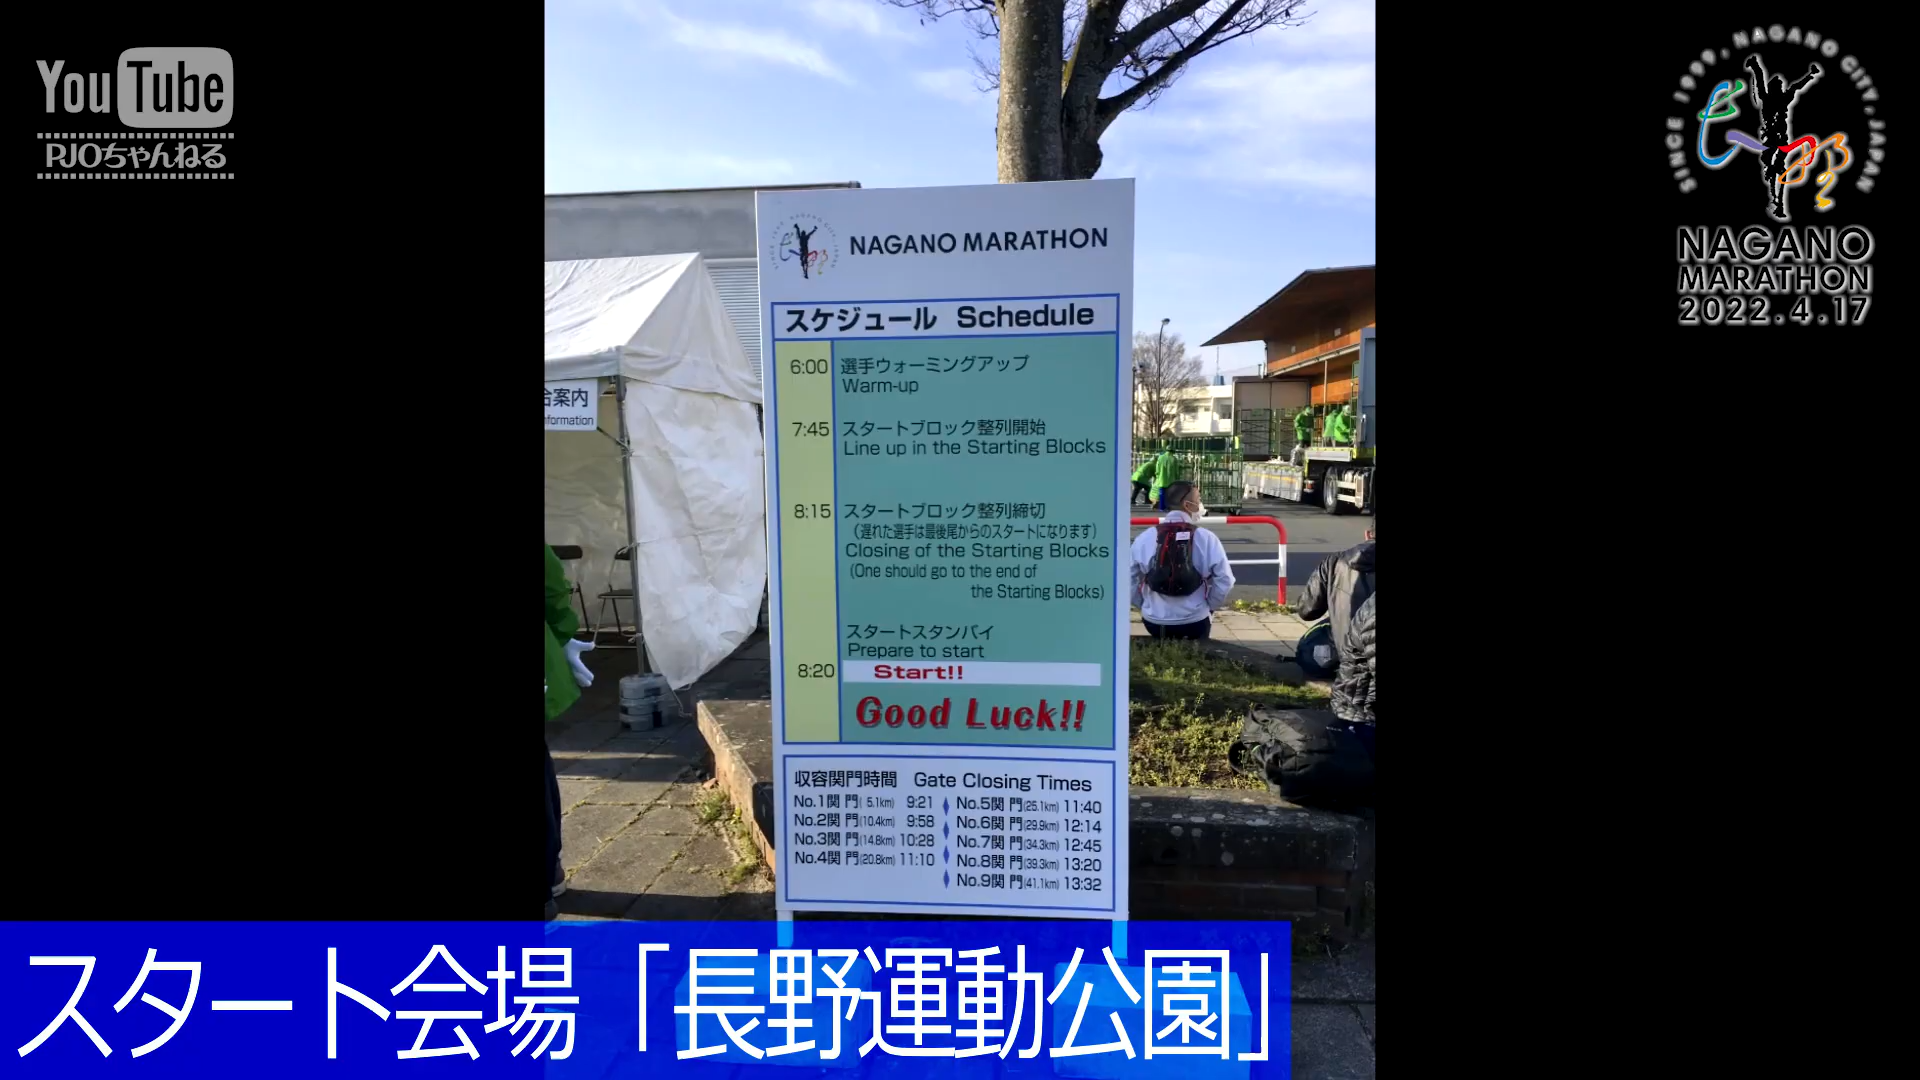 YouTube
RJOちゃんねる
SINCE 1999, NAGANO CITY, JAPAN
長野
NAGANO
MARATHON
2022.4.17
NAGANO MARATHON
スケジュール Schedule
6:00 選手ウォーミングアップ
Warm-up
7:45 スタートブロック整列開始
Line up in the Starting Blocks
8:15 スタートブロック整列締切
(遅れた選手は最後尾からのスタートになります)
Closing of the Starting Blocks
(One should go to the end of
the Starting Blocks)
スタートスタンバイ
Prepare to start
8:20 Start!!
Good Luck!!
収容関門時間 Gate Closing Times
No.1関 門(5.1km) 9:21
No.2関 門(10.4km) 9:58
No.3関 門(14.8km) 10:28
No.4関 門(20.8km) 11:10
No.5関 門(25.1km) 11:40
No.6関 門(29.9km) 12:14
No.7関 門(34.3km) 12:45
No.8関 門(39.3km) 13:20
No.9関 門(41.1km) 13:32
合案内
formation
スタート会場「長野運動公園」